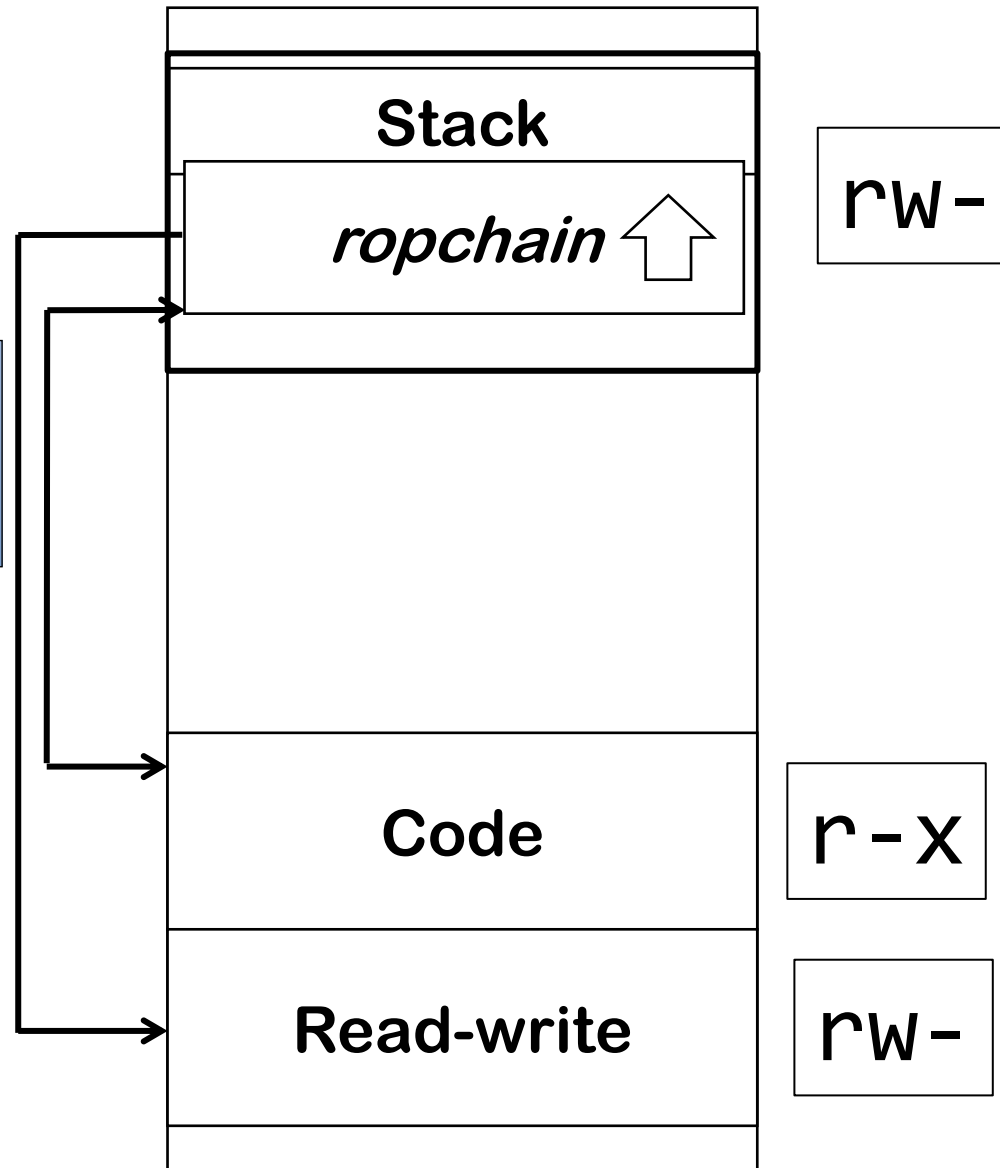 Stack
rw-
ropchain
Code
r-x
Read-write
rw-